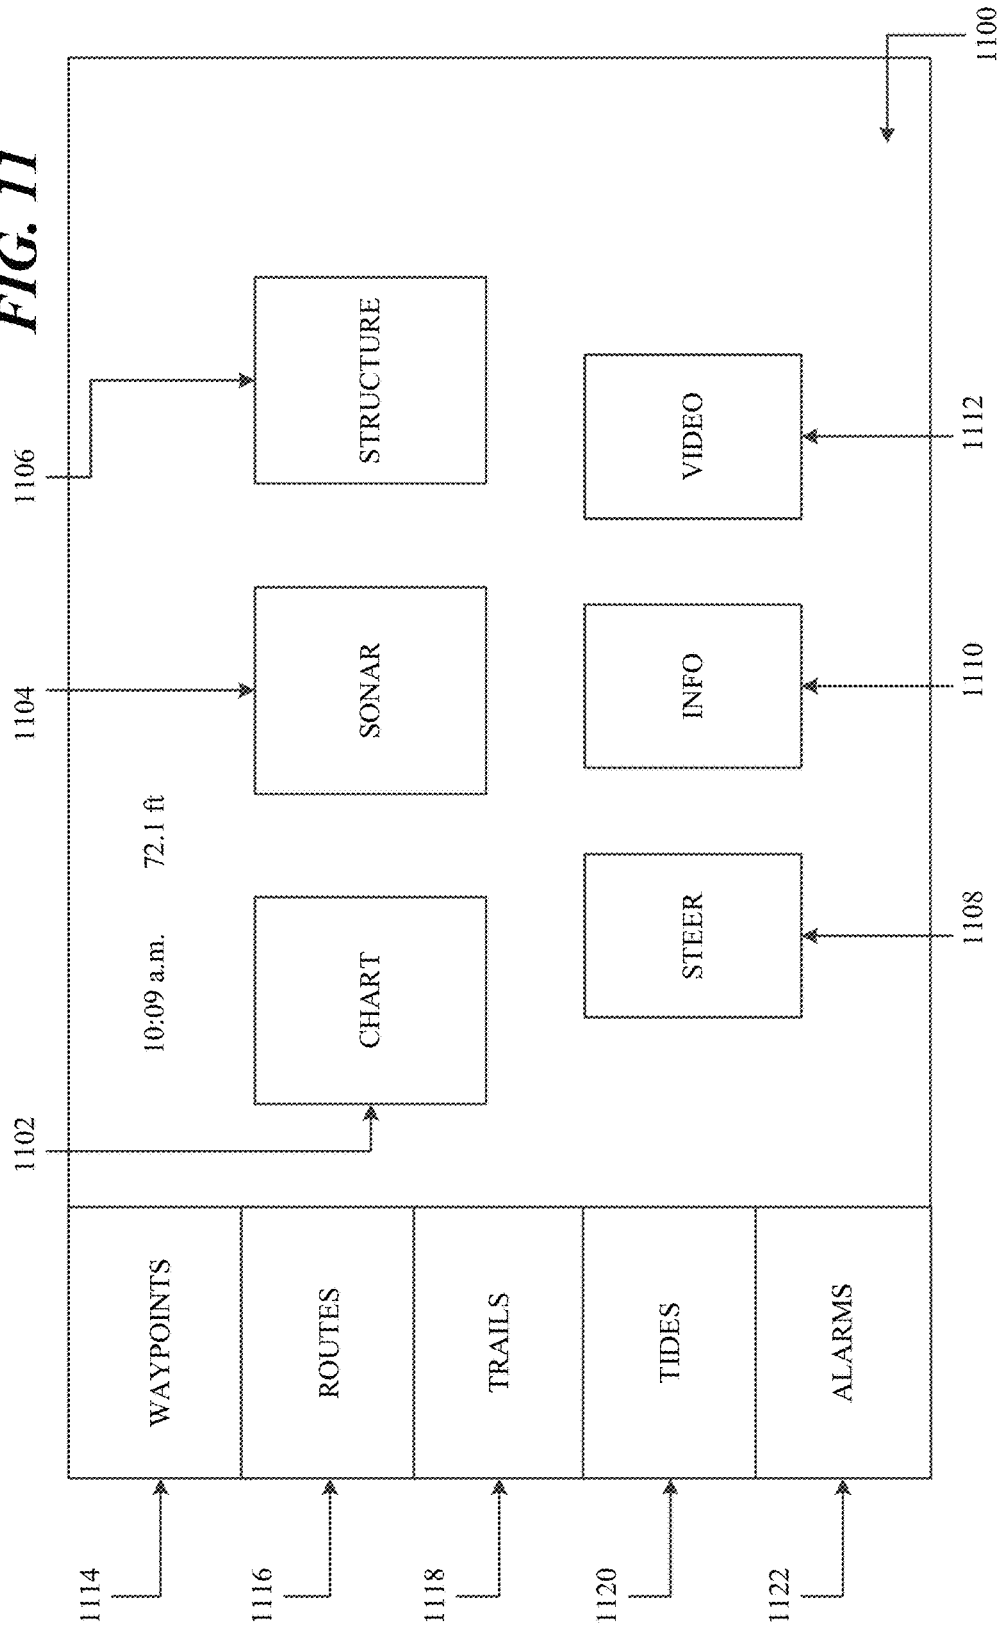 FIG. 11
1102
1104
1106
10:09 a.m. 72.1 ft
1114
WAYPOINTS
1116
ROUTES
1118
TRAILS
1120
TIDES
1122
ALARMS
CHART
SONAR
STRUCTURE
STEER
INFO
VIDEO
1108
1110
1112
1100